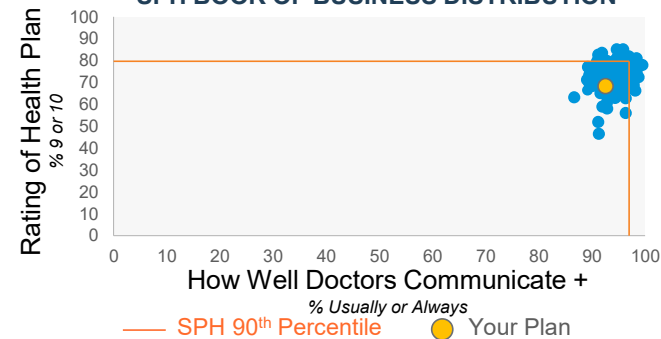 SPH BOOK OF BUSINESS DISTRIBUTION
Rating of Health Plan
% 9 or 10
100
90
80
70
60
50
40
30
20
10
0
0 10 20 30 40 50 60 70 80 90 100
How Well Doctors Communicate +
% Usually or Always
SPH 90th Percentile Your Plan